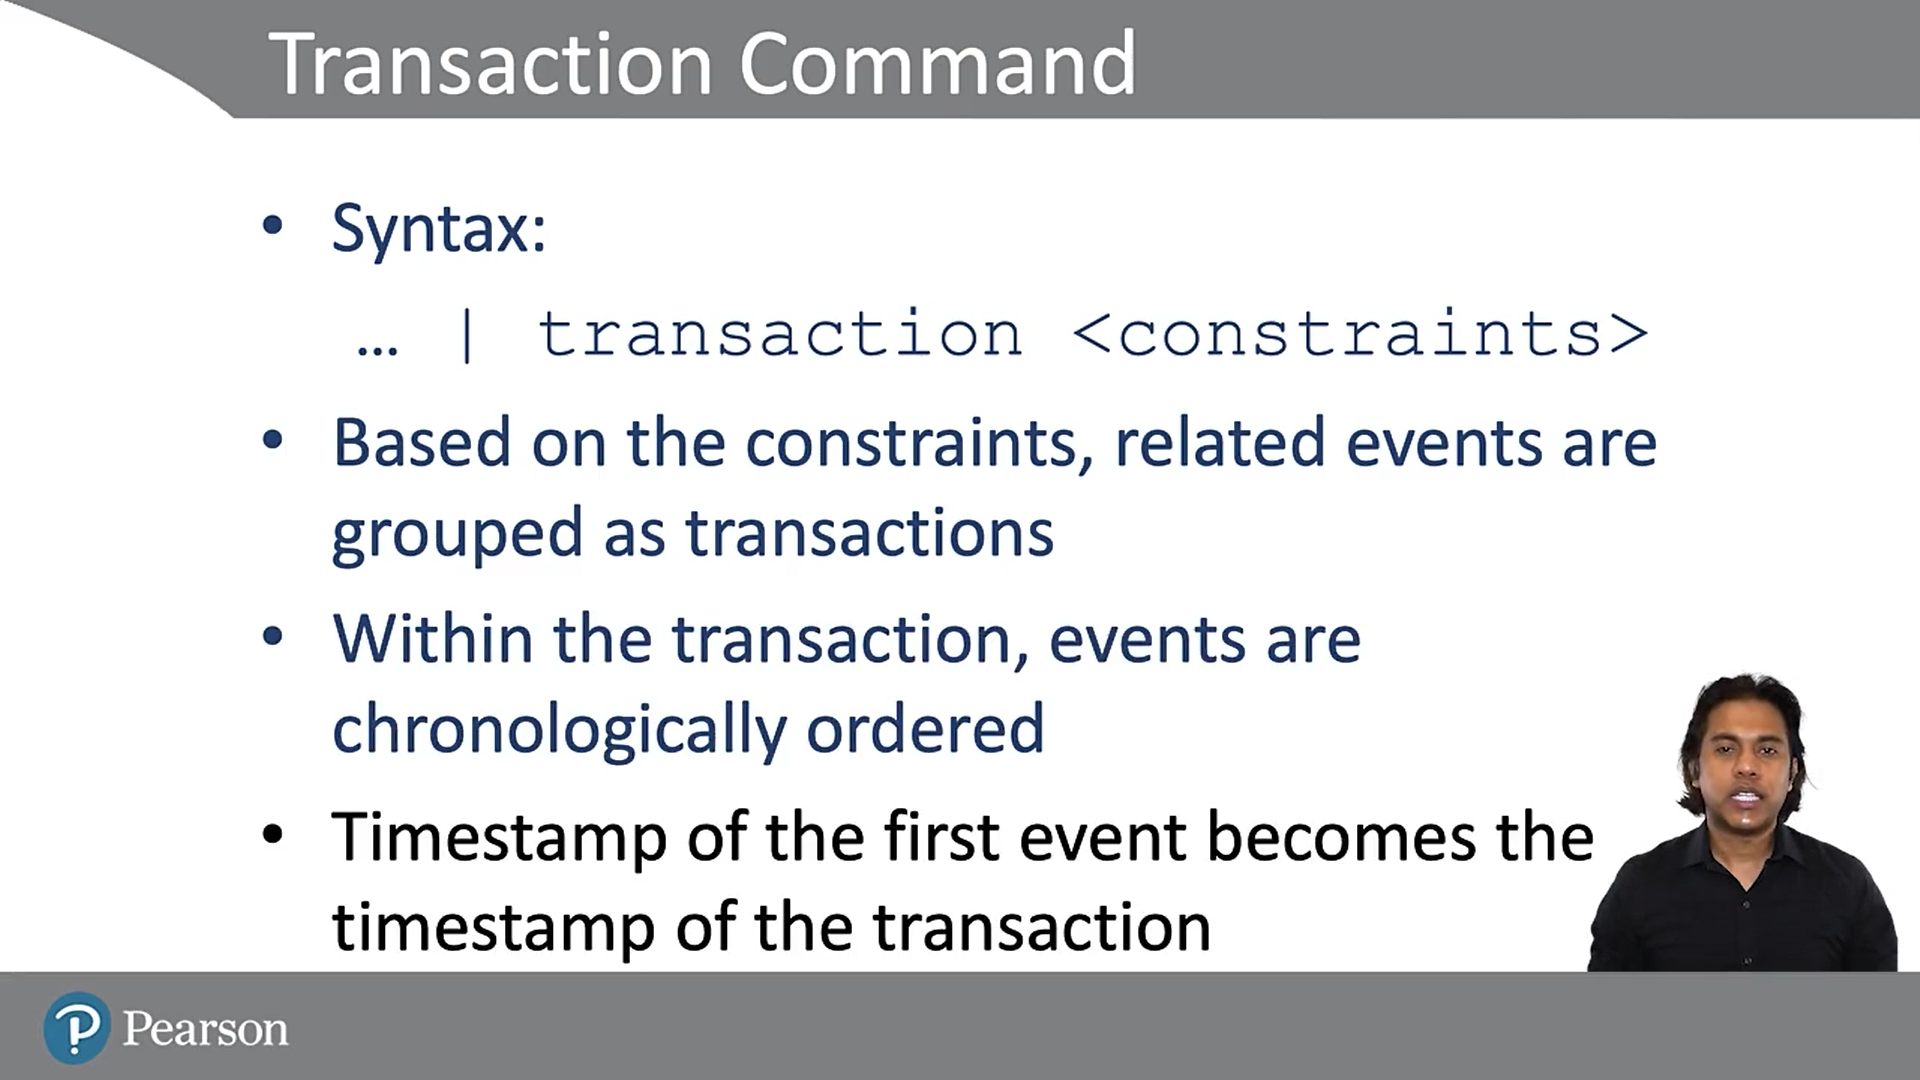 Transaction Command
• Syntax:
… | transaction <constraints>
• Based on the constraints, related events are
grouped as transactions
• Within the transaction, events are
chronologically ordered
• Timestamp of the first event becomes the
timestamp of the transaction
Pearson